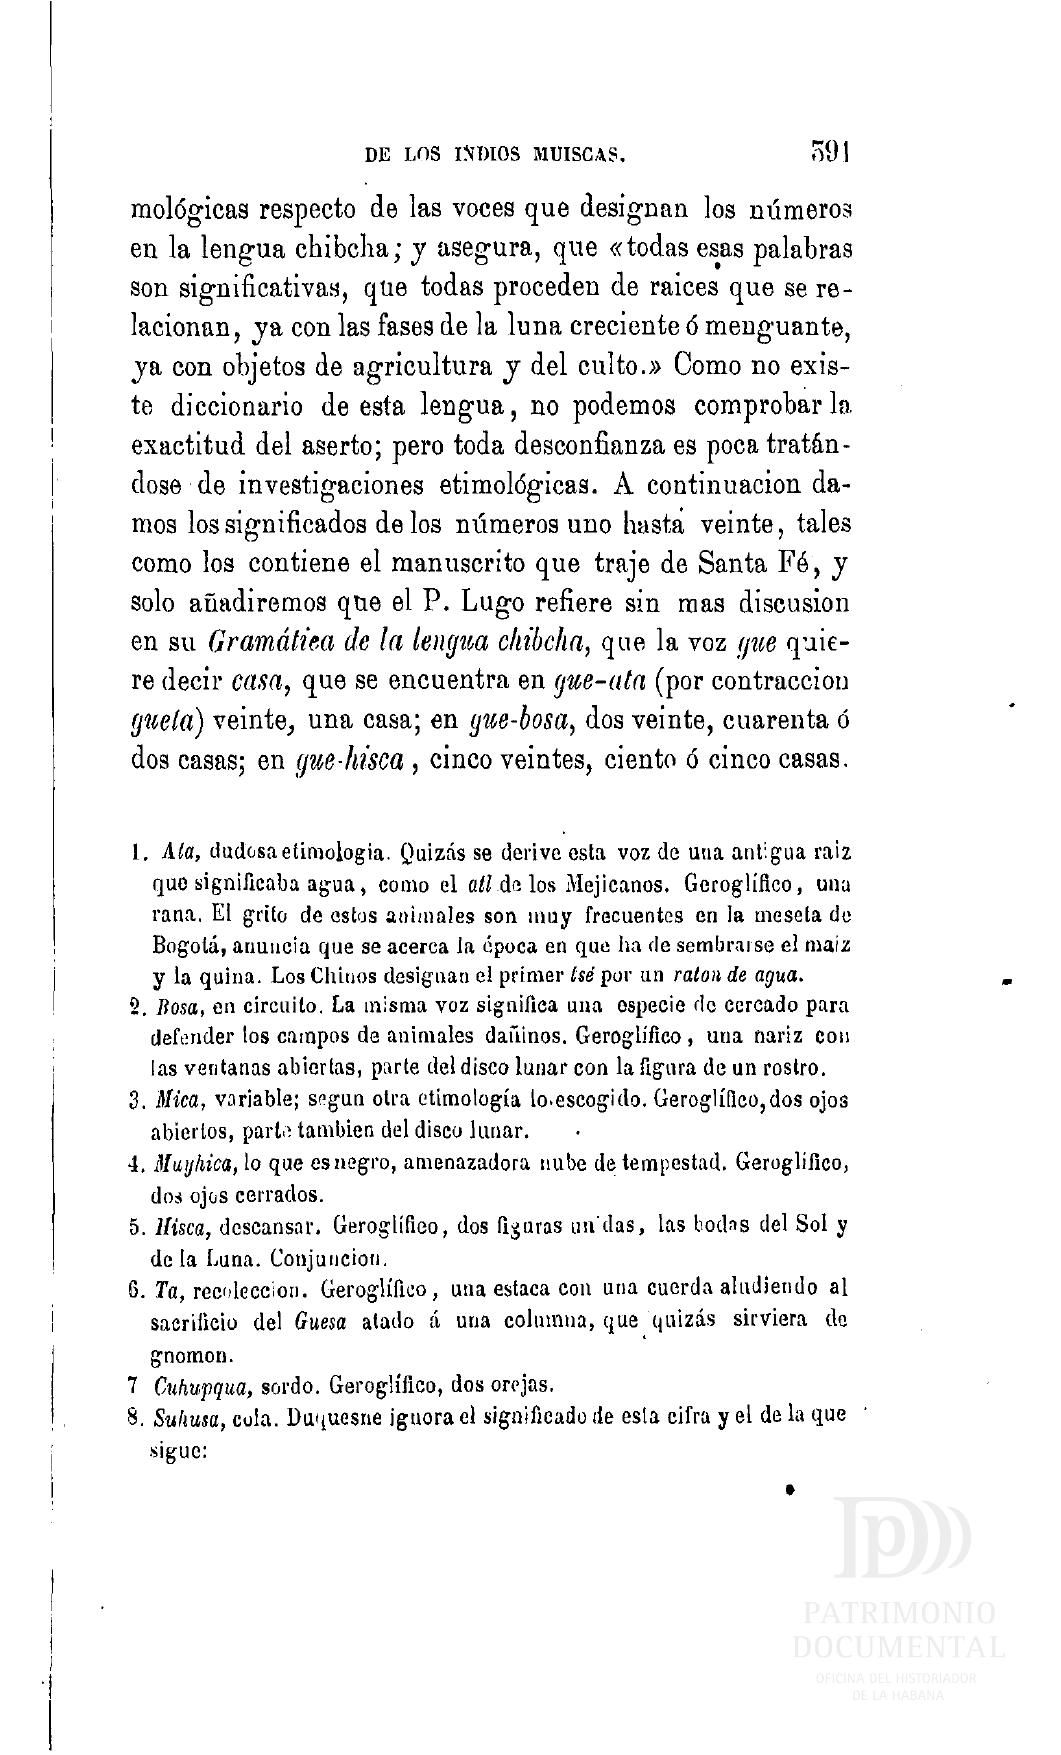 DE LOS INDIOS MUISCAS. 391
mológicas respecto de las voces que designan los números
en la lengua chibcha; y asegura, que «todas esas palabras
son significativas, que todas proceden de raices que se re-
lacionan, ya con las fases de la luna creciente ó menguante,
ya con objetos de agricultura y del culto.» Como no exis-
te diccionario de esta lengua, no podemos comprobar la
exactitud del aserto; pero toda desconfianza es poca tratán-
dose de investigaciones etimológicas. A continuacion da-
mos los significados de los números uno hasta veinte, tales
como los contiene el manuscrito que traje de Santa Fé, y
solo añadiremos que el P. Lugo refiere sin mas discusion
en su Gramática de la lengua chibcha, que la voz gue quie-
re decir casa, que se encuentra en gue-ata (por contraccion
gueta) veinte, una casa; en gue-bosa, dos veinte, cuarenta ó
dos casas; en gue-hisca, cinco veintes, ciento ó cinco casas.
1. Ata, dudosa etimologia. Quizás se derive esta voz de una antigua raiz
que significaba agua, como el atl de los Mejicanos. Geroglífico, una
rana. El grito de estos animales son muy frecuentes en la meseta de
Bogotá, anuncia que se acerca la época en que ha de sembrarse el maiz
y la quina. Los Chinos designan el primer tsé por un raton de agua.
2. Bosa, en circuito. La misma voz significa una especie de cercado para
defender los campos de animales dañinos. Geroglífico, una nariz con
las ventanas abiertas, parte del disco lunar con la figura de un rostro.
3. Mica, variable; segun otra etimología lo escogido. Geroglífico, dos ojos
abiertos, parte tambien del disco lunar.
4. Muyhica, lo que es negro, amenazadora nube de tempestad. Geroglifico,
dos ojos cerrados.
5. Hisca, descansar. Geroglífico, dos figuras unidas, las bodas del Sol y
de la Luna. Conjuncion.
6. Ta, recoleccion. Geroglífico, una estaca con una cuerda aludiendo al
sacrificio del Guesa atado á una columna, que quizás sirviera de
gnomon.
7 Cuhupqua, sordo. Geroglífico, dos orejas.
8. Suhusa, cola. Duquesne ignora el significado de esta cifra y el de la que
sigue:
PATRIMONIO
DOCUMENTAL
OFICINA DEL HISTORIADOR
DE LA HABANA